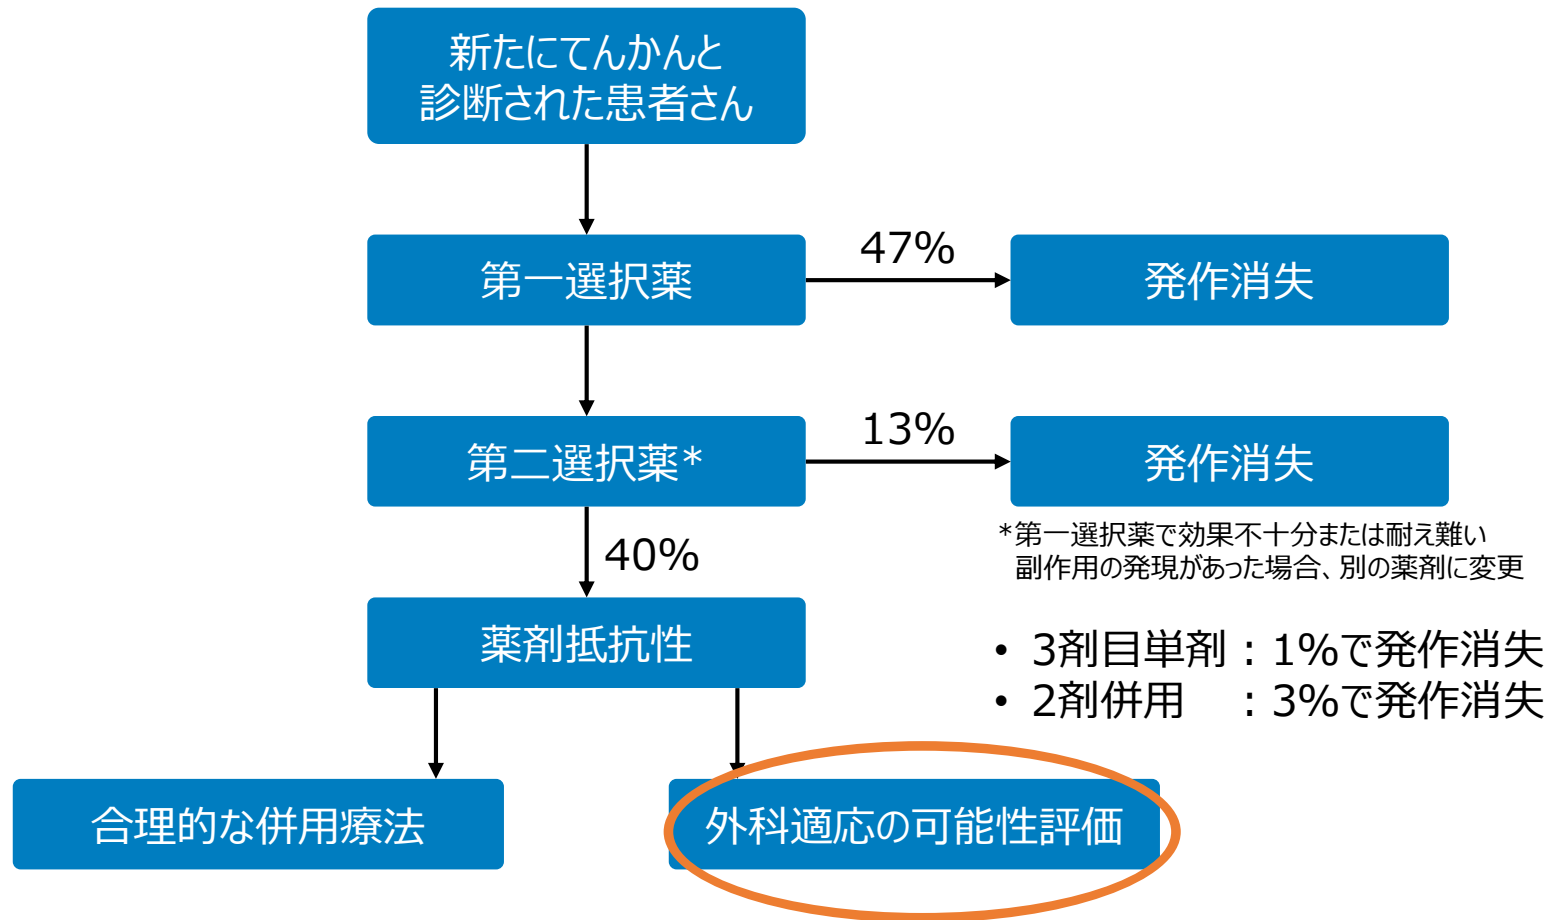 新たにてんかんと
診断された患者さん
第一選択薬
47%
発作消失
第二選択薬*
13%
発作消失
*第一選択薬で効果不十分または耐え難い
副作用の発現があった場合、別の薬剤に変更
40%
薬剤抵抗性
• 3剤目単剤：1%で発作消失
• 2剤併用　：3%で発作消失
合理的な併用療法
外科適応の可能性評価